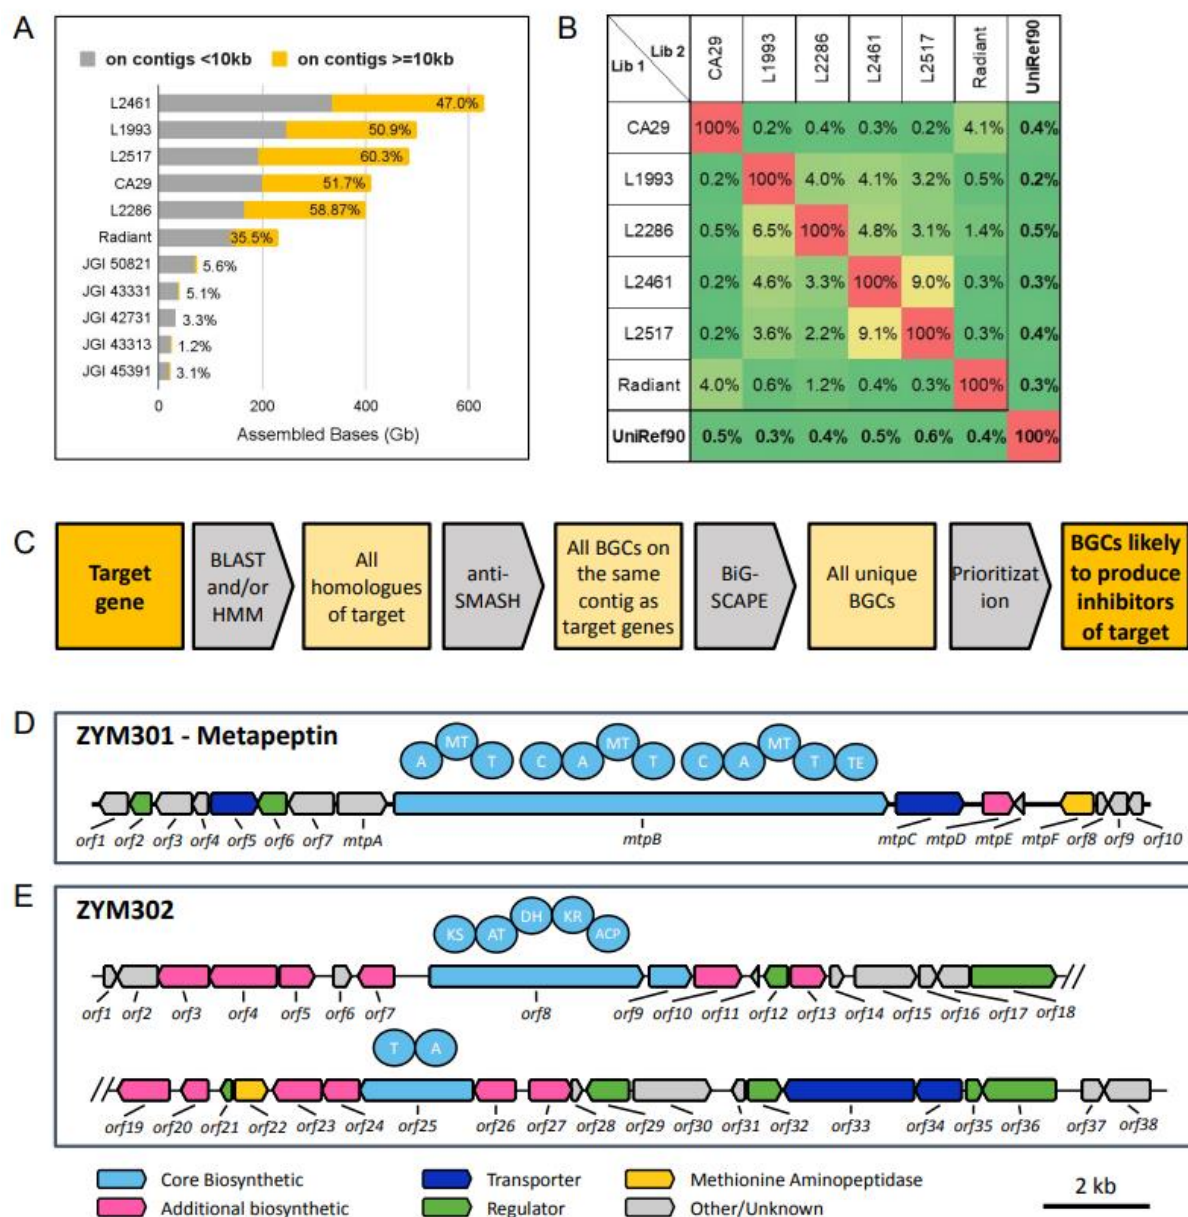 A
on contigs <10kb on contigs >=10kb
L2461 47.0%
L1993 50.9%
L2517 60.3%
CA29 51.7%
L2286 58.87%
Radiant 35.5%
JGI 50821 5.6%
JGI 43331 5.1%
JGI 42731 3.3%
JGI 43313 1.2%
JGI 45391 3.1%
0 200 400 600
Assembled Bases (Gb)
B
Lib 1 Lib 2 CA29 L1993 L2286 L2461 L2517 Radiant UniRef90
CA29 100% 0.2% 0.4% 0.3% 0.2% 4.1% 0.4%
L1993 0.2% 100% 4.0% 4.1% 3.2% 0.5% 0.2%
L2286 0.5% 6.5% 100% 4.8% 3.1% 1.4% 0.5%
L2461 0.2% 4.6% 3.3% 100% 9.0% 0.3% 0.3%
L2517 0.2% 3.6% 2.2% 9.1% 100% 0.3% 0.4%
Radiant 4.0% 0.6% 1.2% 0.4% 0.3% 100% 0.3%
UniRef90 0.5% 0.3% 0.4% 0.5% 0.6% 0.4% 100%
C
Target
gene
BLAST
and/or
HMM
All
homologues
of target
anti-
SMASH
All BGCs on
the same
contig as
target genes
BiG-
SCAPE
All unique
BGCs
Prioritizat
ion
BGCs likely
to produce
inhibitors
of target
D
ZYM301 - Metapeptin
A MT T C A MT T C A MT T TE
orf1 orf2 orf3 orf4 orf5 orf6 orf7 mtpA mtpB mtpC mtpD mtpE mtpF orf8 orf9 orf10
E
ZYM302
KS AT DH KR ACP
orf1 orf2 orf3 orf4 orf5 orf6 orf7 orf8 orf9 orf10 orf11 orf12 orf13 orf14 orf15 orf16 orf17 orf18
T A
orf19 orf20 orf21 orf22 orf23 orf24 orf25 orf26 orf27 orf28 orf29 orf30 orf31 orf32 orf33 orf34 orf35 orf36 orf37 orf38
Core Biosynthetic Transporter Methionine Aminopeptidase
Additional biosynthetic Regulator Other/Unknown
2 kb